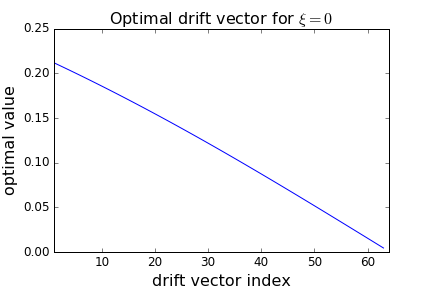 Optimal drift vector for ξ = 0
0.25
0.20
0.15
0.10
0.05
0.00
optimal value
10 20 30 40 50 60
drift vector index